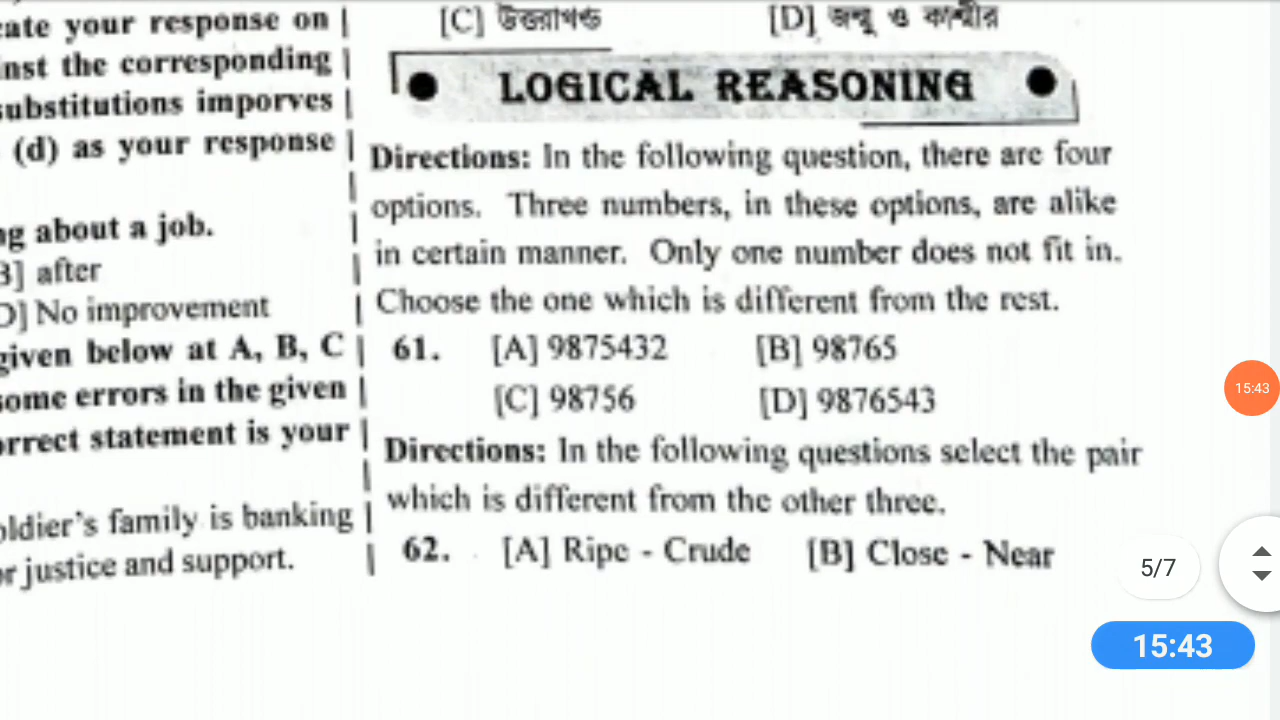 cate your response on
inst the corresponding
substitutions imporves
(d) as your response
ng about a job.
B] after
D] No improvement
given below at A, B, C
some errors in the given
orrect statement is your
oldier's family is banking
or justice and support.
[C] উত্তরাখণ্ড [D] জম্মু ও কাশ্মীর
LOGICAL REASONING
Directions: In the following question, there are four
options. Three numbers, in these options, are alike
in certain manner. Only one number does not fit in.
Choose the one which is different from the rest.
61. [A] 9875432 [B] 98765
[C] 98756 [D] 9876543
Directions: In the following questions select the pair
which is different from the other three.
62. [A] Ripe - Crude [B] Close - Near
15:43
5/7
15:43